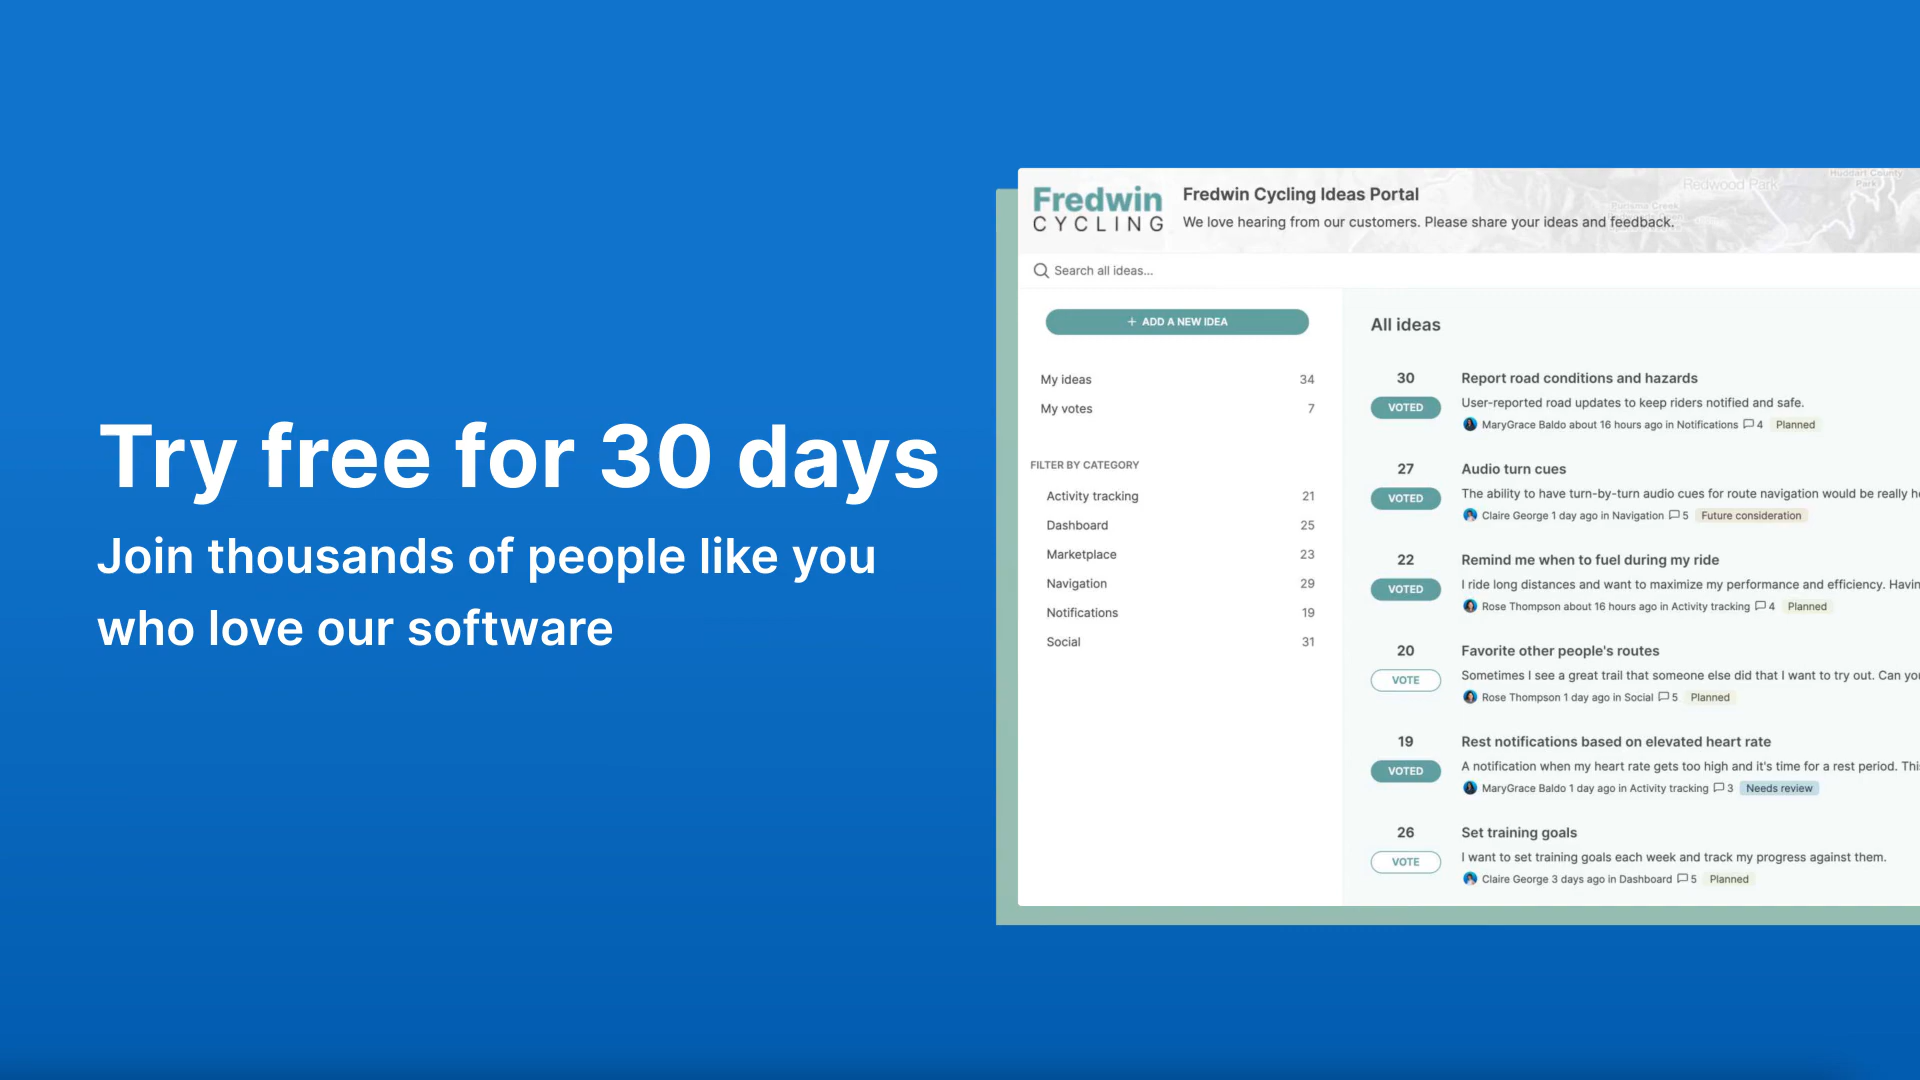 Try free for 30 days
Join thousands of people like you
who love our software
Fredwin
CYCLING
Fredwin Cycling Ideas Portal
We love hearing from our customers. Please share your ideas and feedback.
Redwood Park
Huddart County
Park
Search all ideas...
+ ADD A NEW IDEA
My ideas 34
My votes 7
FILTER BY CATEGORY
Activity tracking 21
Dashboard 25
Marketplace 23
Navigation 29
Notifications 19
Social 31
All ideas
30 Report road conditions and hazards
VOTED User-reported road updates to keep riders notified and safe.
MaryGrace Baldo about 16 hours ago in Notifications 4 Planned
27 Audio turn cues
VOTED The ability to have turn-by-turn audio cues for route navigation would be really
Claire George 1 day ago in Navigation 5 Future consideration
22 Remind me when to fuel during my ride
VOTED I ride long distances and want to maximize my performance and efficiency.
Rose Thompson about 16 hours ago in Activity tracking 4 Planned
20 Favorite other people's routes
VOTE Sometimes I see a great trail that someone else did that I want to try out. Can
Rose Thompson 1 day ago in Social 5 Planned
19 Rest notifications based on elevated heart rate
VOTED A notification when my heart rate gets too high and it's time for a rest period.
MaryGrace Baldo 1 day ago in Activity tracking 3 Needs review
26 Set training goals
VOTE I want to set training goals each week and track my progress against them.
Claire George 3 days ago in Dashboard 5 Planned